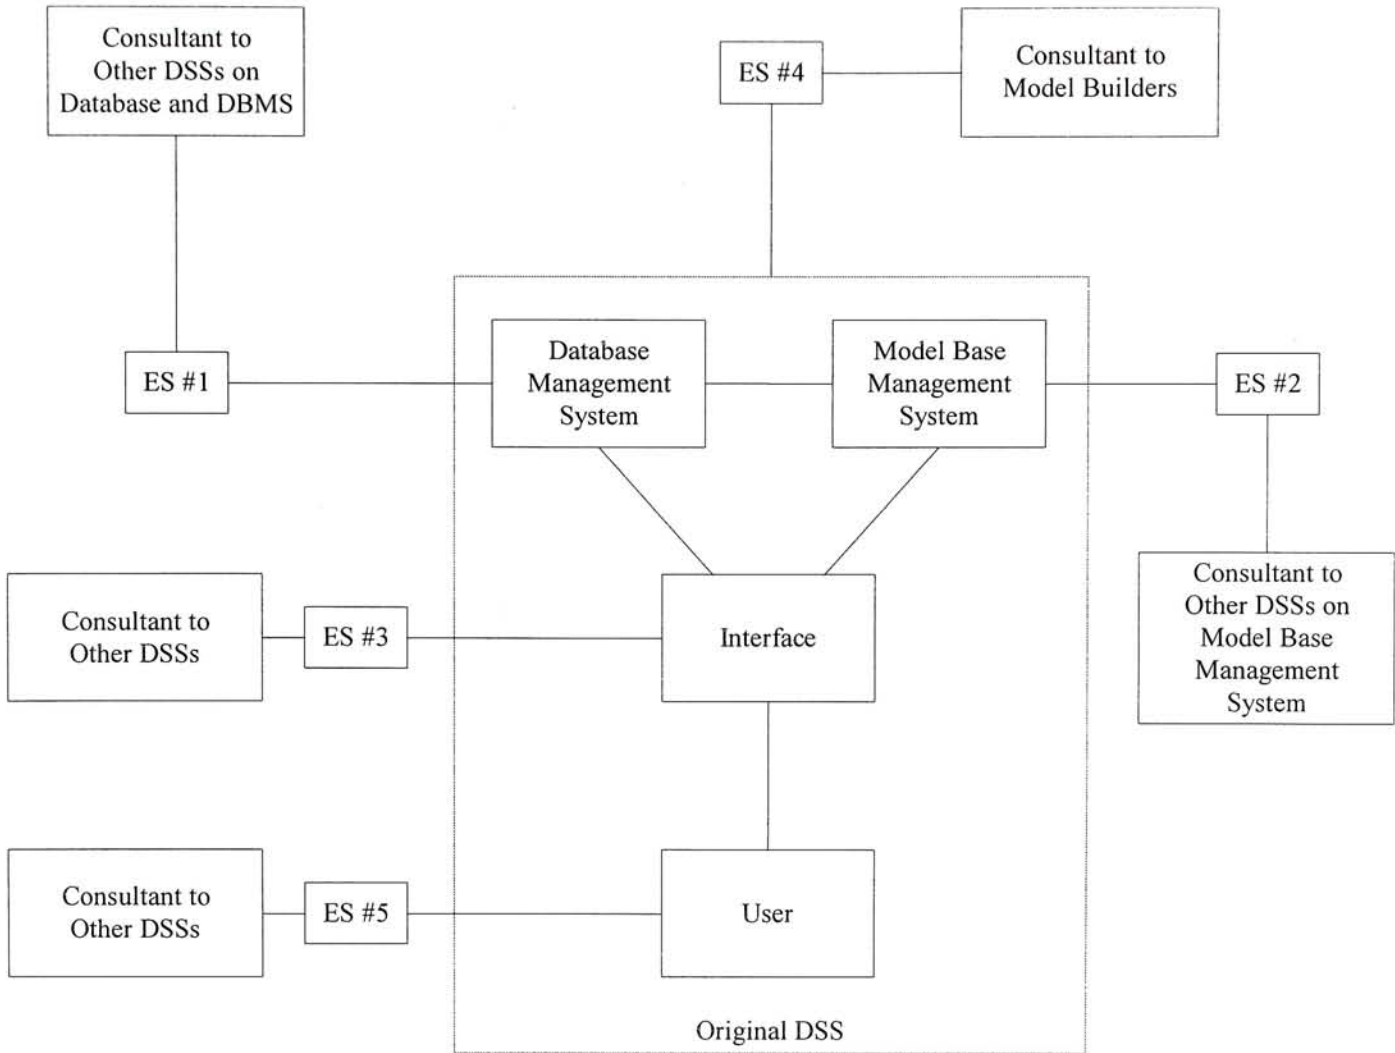 Consultant to
Other DSSs on
Database and DBMS
ES #4
Consultant to
Model Builders
ES #1
Database
Management
System
Model Base
Management
System
ES #2
Consultant to
Other DSSs
ES #3
Interface
Consultant to
Other DSSs on
Model Base
Management
System
Consultant to
Other DSSs
ES #5
User
Original DSS